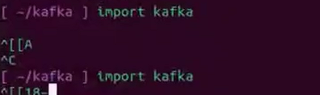 [ ~/kafka ] import kafka
^[[A
^C
[ ~/kafka ] import kafka
^[[18~